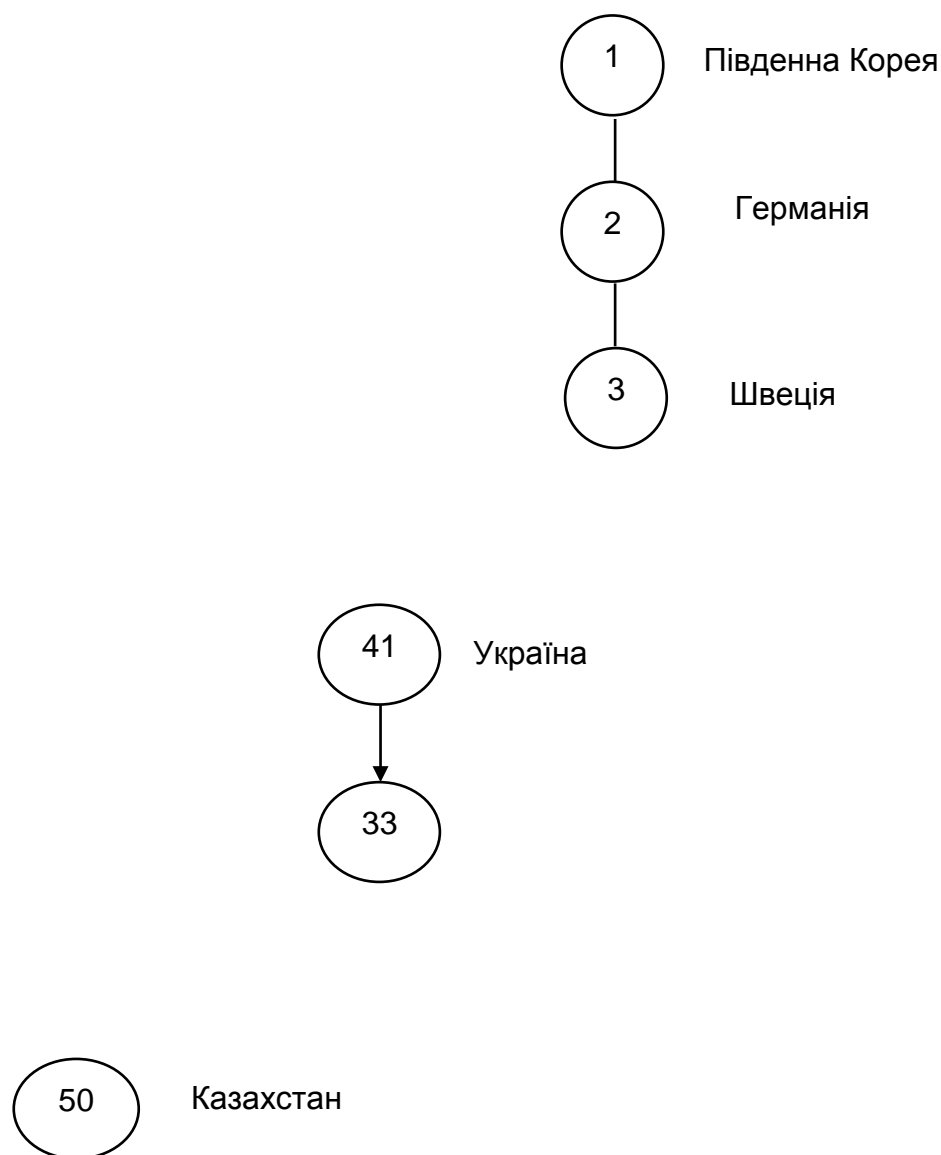 1 Південна Корея
2 Германія
3 Швеція
41 Україна
33
50 Казахстан